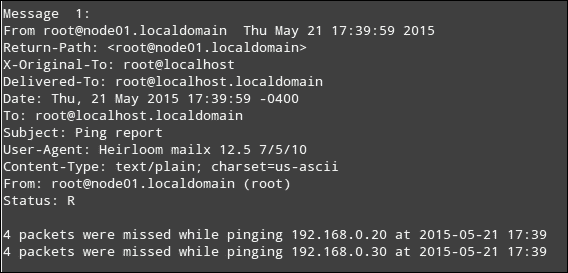 Message  1:
From root@node01.localdomain  Thu May 21 17:39:59 2015
Return-Path: <root@node01.localdomain>
X-Original-To: root@localhost
Delivered-To: root@localhost.localdomain
Date: Thu, 21 May 2015 17:39:59 -0400
To: root@localhost.localdomain
Subject: Ping report
User-Agent: Heirloom mailx 12.5 7/5/10
Content-Type: text/plain; charset=us-ascii
From: root@node01.localdomain (root)
Status: R

4 packets were missed while pinging 192.168.0.20 at 2015-05-21 17:39
4 packets were missed while pinging 192.168.0.30 at 2015-05-21 17:39